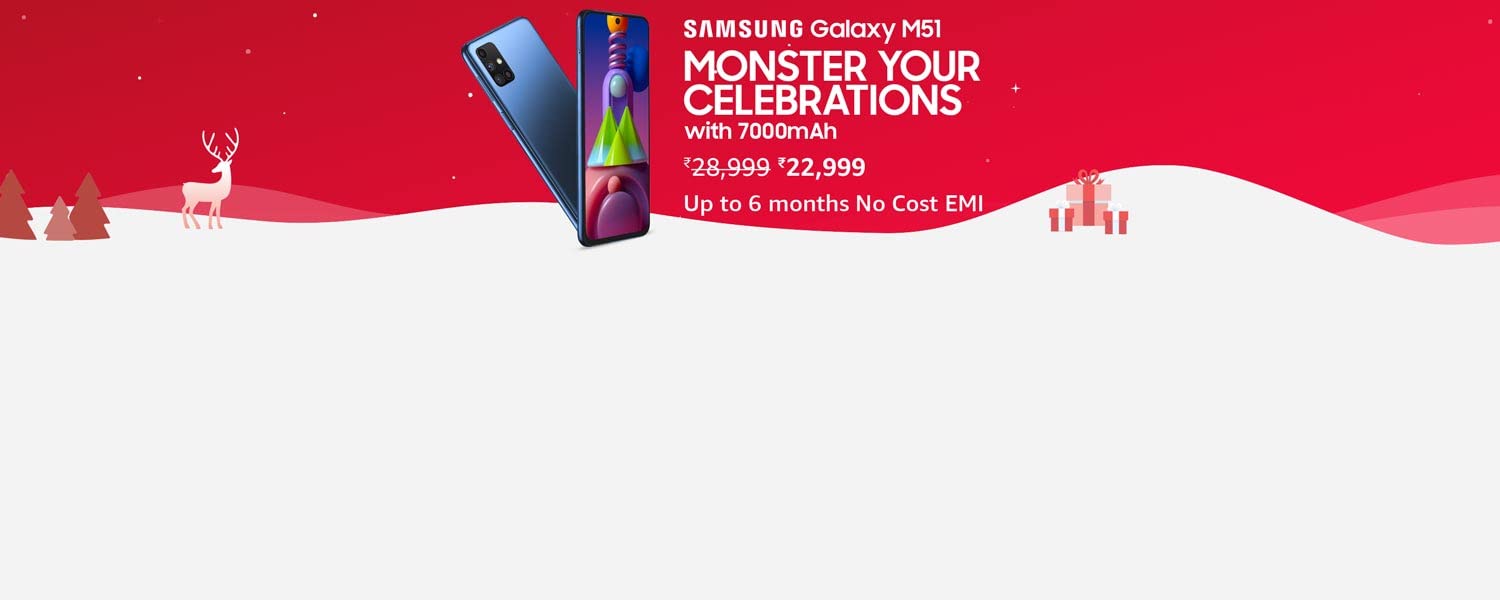 SAMSUNG Galaxy M51
MONSTER YOUR
CELEBRATIONS
with 7000mAh
₹28,999 ₹22,999
Up to 6 months No Cost EMI